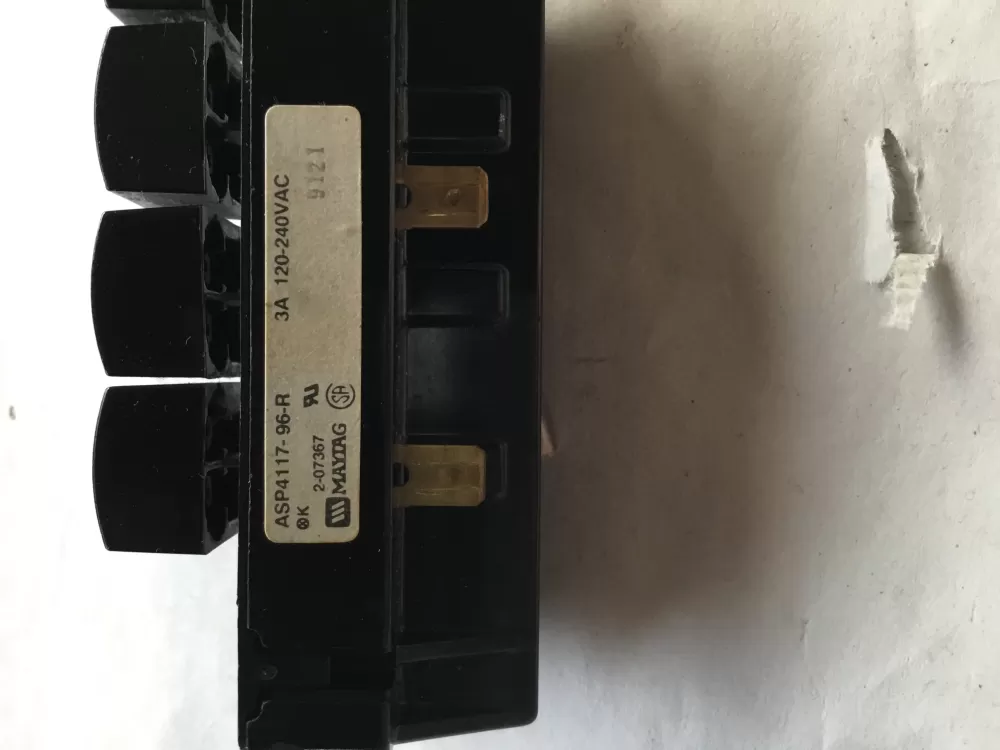 ASP4117-96-R 3A 120-240VAC
K 2-07367 9121
MAYTAG